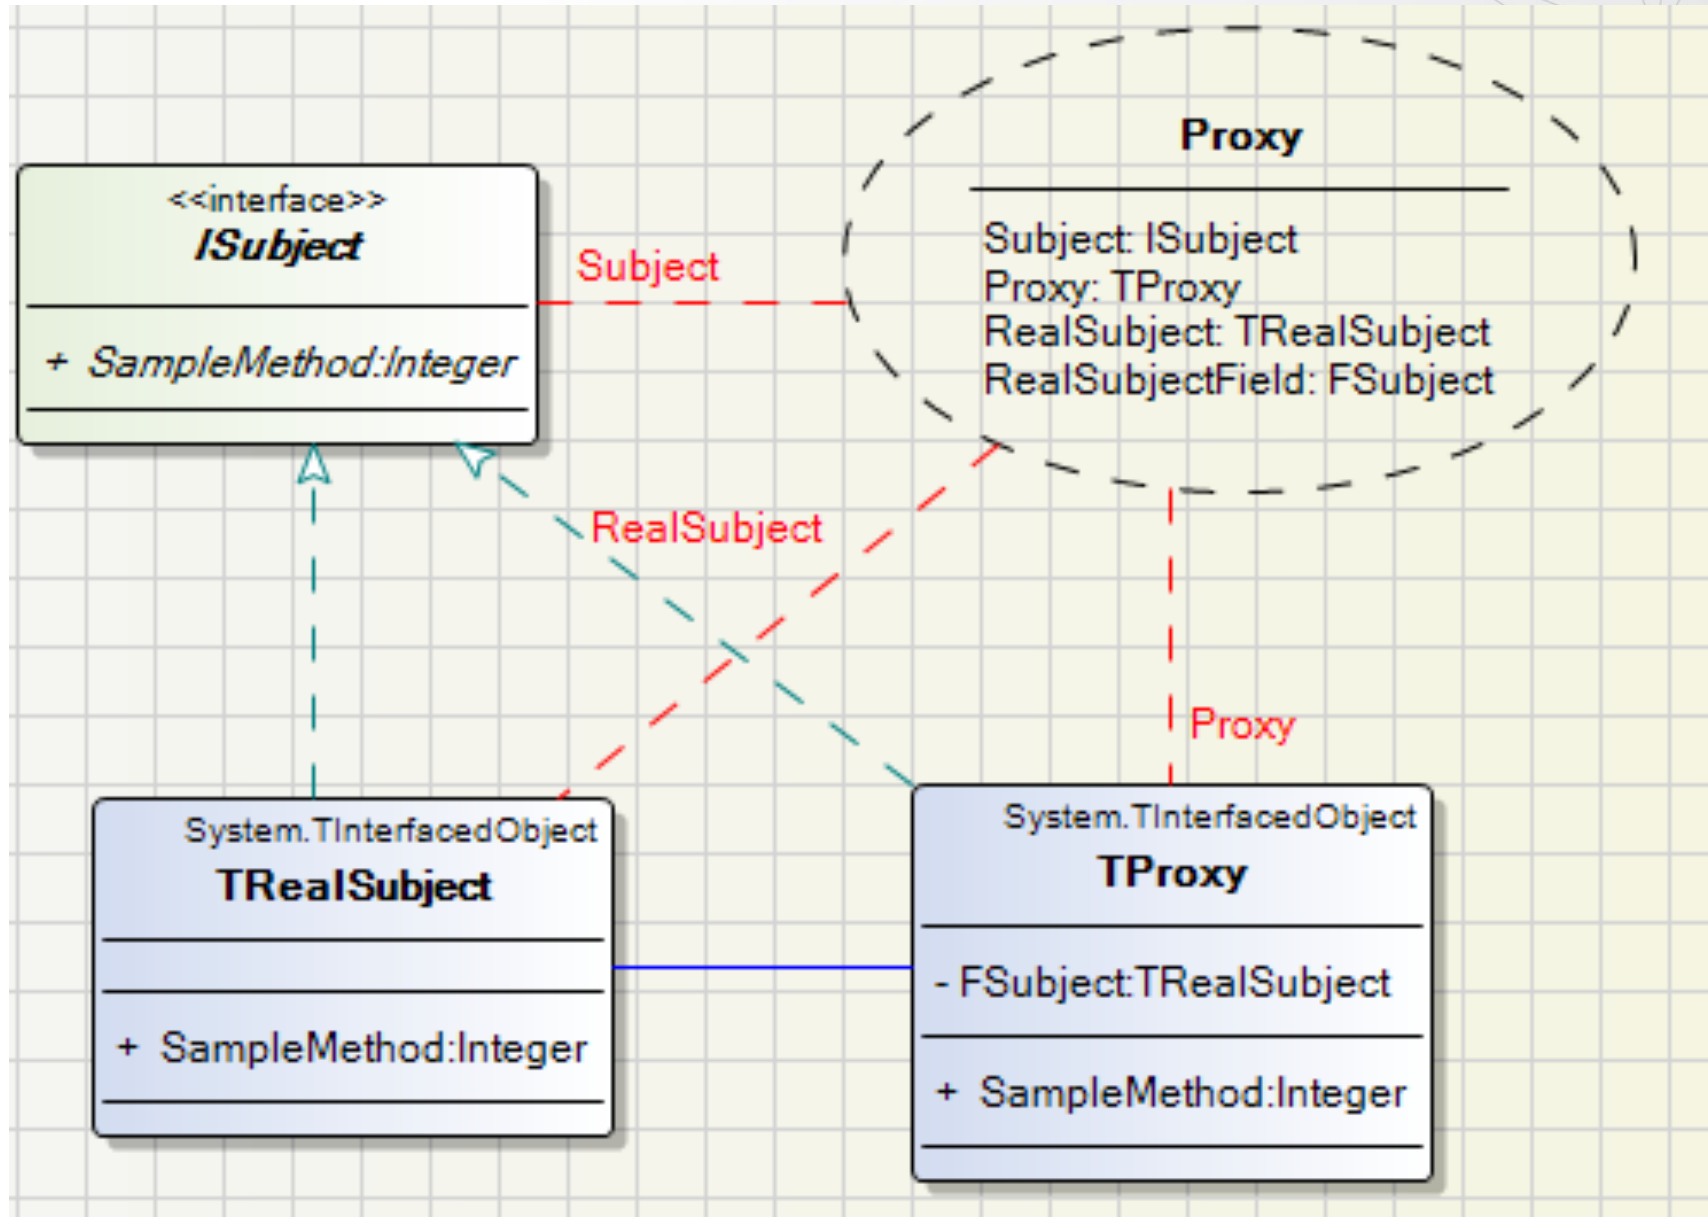 Proxy
Subject: ISubject
Proxy: TProxy
RealSubject: TRealSubject
RealSubjectField: FSubject
<<interface>>
ISubject
+ SampleMethod:Integer
Subject
RealSubject
Proxy
System.TInterfacedObject
TRealSubject
+ SampleMethod:Integer
System.TInterfacedObject
TProxy
- FSubject:TRealSubject
+ SampleMethod:Integer